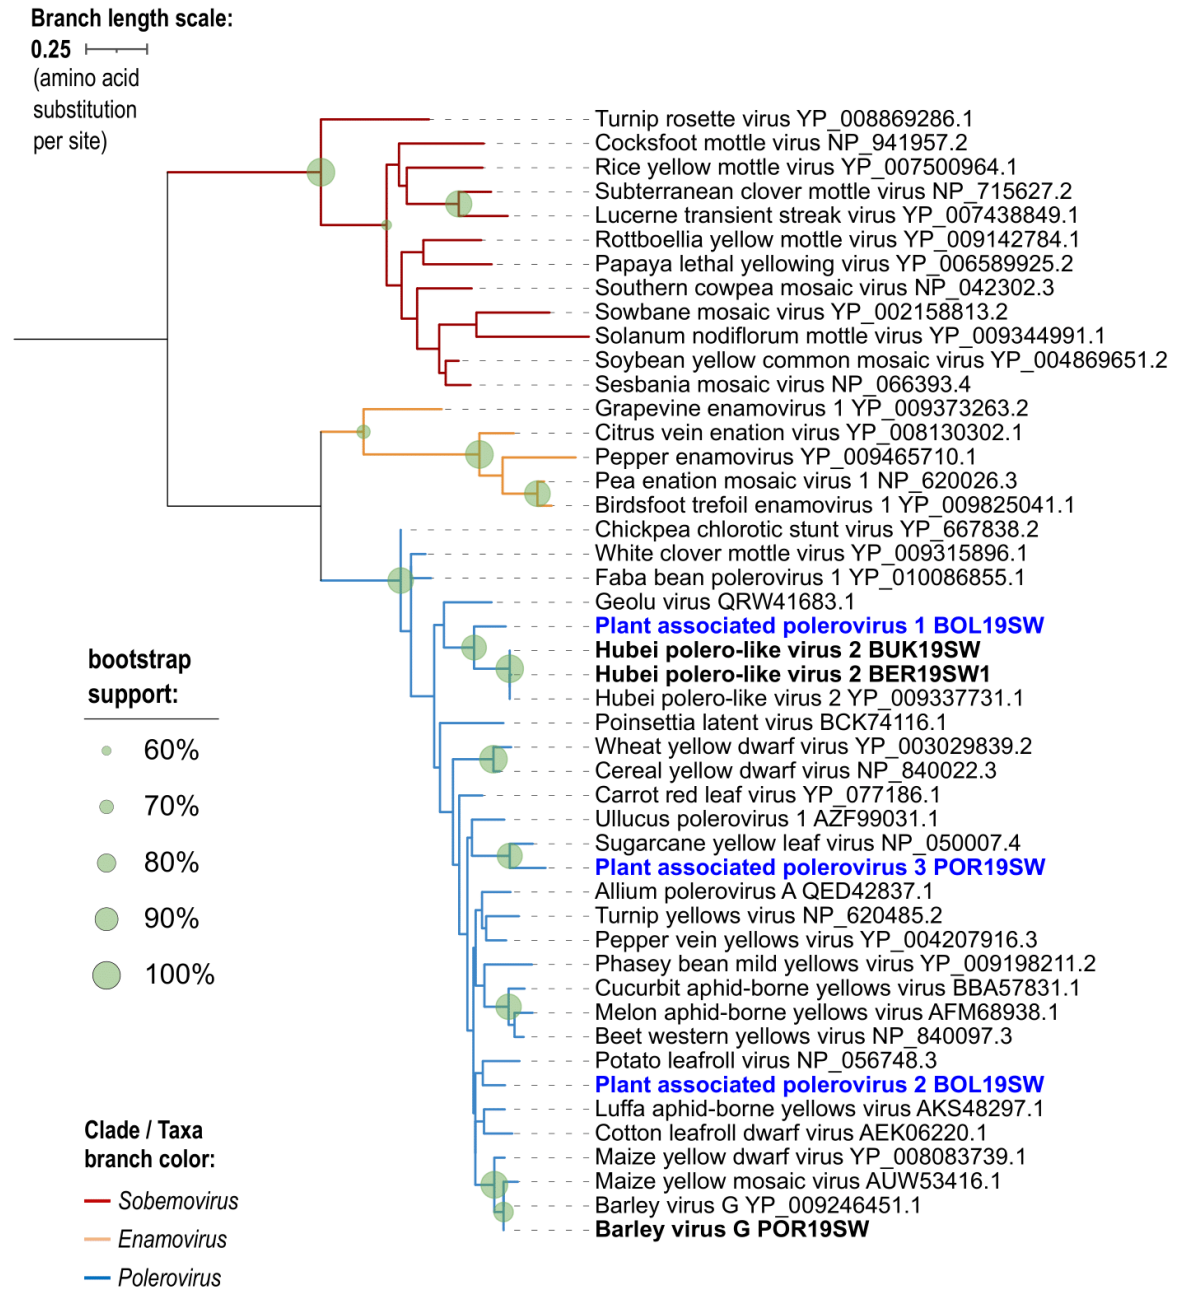 Branch length scale:
0.25
(amino acid
substitution
per site)
Turnip rosette virus YP_008869286.1
Cocksfoot mottle virus NP_941957.2
Rice yellow mottle virus YP_007500964.1
Subterranean clover mottle virus NP_715627.2
Lucerne transient streak virus YP_007438849.1
Rottboellia yellow mottle virus YP_009142784.1
Papaya lethal yellowing virus YP_006589925.2
Southern cowpea mosaic virus NP_042302.3
Sowbane mosaic virus YP_002158813.2
Solanum nodiflorum mottle virus YP_009344991.1
Soybean yellow common mosaic virus YP_004869651.2
Sesbania mosaic virus NP_066393.4
Grapevine enamovirus 1 YP_009373263.2
Citrus vein enation virus YP_008130302.1
Pepper enamovirus YP_009465710.1
Pea enation mosaic virus 1 NP_620026.3
Birdsfoot trefoil enamovirus 1 YP_009825041.1
Chickpea chlorotic stunt virus YP_667838.2
White clover mottle virus YP_009315896.1
Faba bean polerovirus 1 YP_010086855.1
Geolu virus QRW41683.1
Plant associated polerovirus 1 BOL19SW
Hubei polero-like virus 2 BUK19SW
Hubei polero-like virus 2 BER19SW1
Hubei polero-like virus 2 YP_009337731.1
Poinsettia latent virus BCK74116.1
Wheat yellow dwarf virus YP_003029839.2
Cereal yellow dwarf virus NP_840022.3
Carrot red leaf virus YP_077186.1
Ullucus polerovirus 1 AZF99031.1
Sugarcane yellow leaf virus NP_050007.4
Plant associated polerovirus 3 POR19SW
Allium polerovirus A QED42837.1
Turnip yellows virus NP_620485.2
Pepper vein yellows virus YP_004207916.3
Phasey bean mild yellows virus YP_009198211.2
Cucurbit aphid-borne yellows virus BBA57831.1
Melon aphid-borne yellows virus AFM68938.1
Beet western yellows virus NP_840097.3
Potato leafroll virus NP_056748.3
Plant associated polerovirus 2 BOL19SW
Luffa aphid-borne yellows virus AKS48297.1
Cotton leafroll dwarf virus AEK06220.1
Maize yellow dwarf virus YP_008083739.1
Maize yellow mosaic virus AUW53416.1
Barley virus G YP_009246451.1
Barley virus G POR19SW
bootstrap
support:
60%
70%
80%
90%
100%
Clade / Taxa
branch color:
Sobemovirus
Enamovirus
Polerovirus